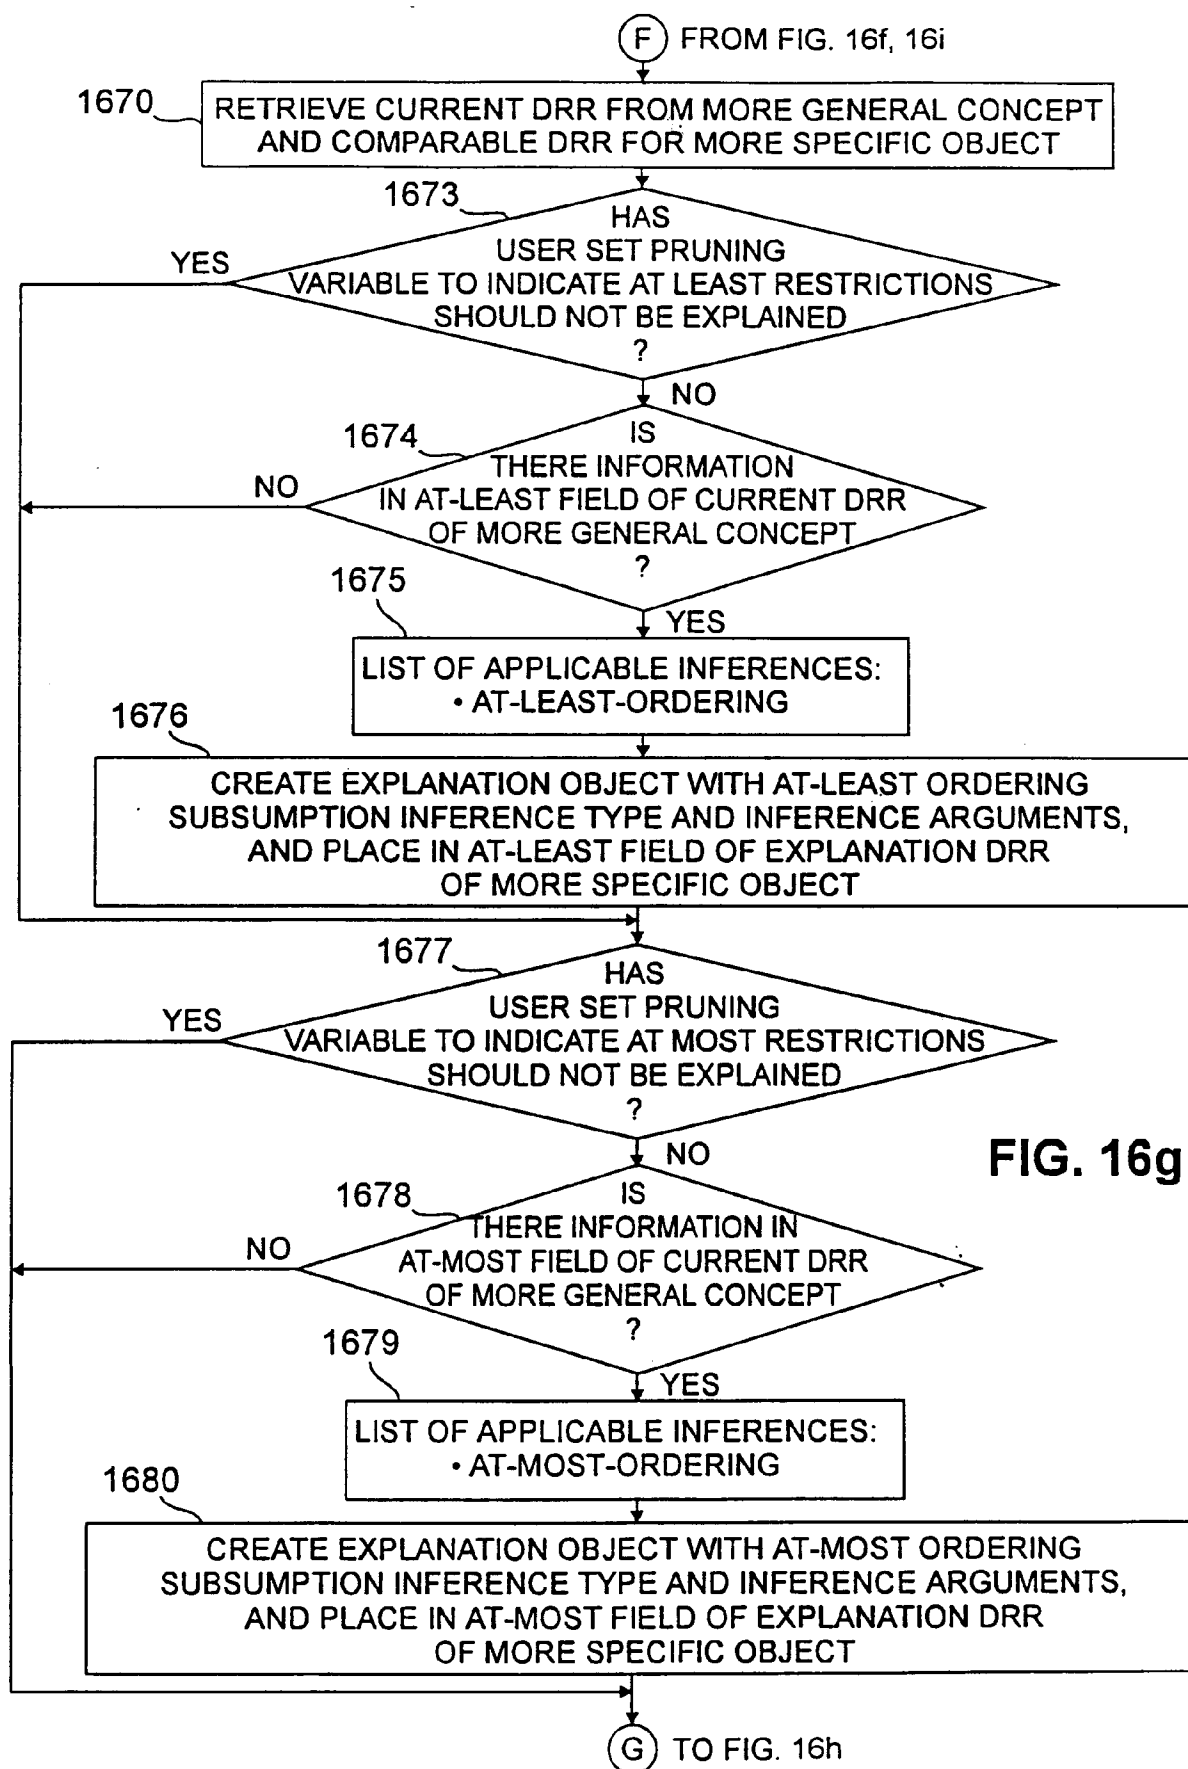 F FROM FIG. 16f, 16i
1670
RETRIEVE CURRENT DRR FROM MORE GENERAL CONCEPT
AND COMPARABLE DRR FOR MORE SPECIFIC OBJECT
1673
HAS
USER SET PRUNING
VARIABLE TO INDICATE AT LEAST RESTRICTIONS
SHOULD NOT BE EXPLAINED
?
YES
NO
1674
IS
THERE INFORMATION
IN AT-LEAST FIELD OF CURRENT DRR
OF MORE GENERAL CONCEPT
?
NO
YES
1675
LIST OF APPLICABLE INFERENCES:
• AT-LEAST-ORDERING
1676
CREATE EXPLANATION OBJECT WITH AT-LEAST ORDERING
SUBSUMPTION INFERENCE TYPE AND INFERENCE ARGUMENTS,
AND PLACE IN AT-LEAST FIELD OF EXPLANATION DRR
OF MORE SPECIFIC OBJECT
1677
HAS
USER SET PRUNING
VARIABLE TO INDICATE AT MOST RESTRICTIONS
SHOULD NOT BE EXPLAINED
?
YES
NO
FIG. 16g
1678
IS
THERE INFORMATION IN
AT-MOST FIELD OF CURRENT DRR
OF MORE GENERAL CONCEPT
?
NO
YES
1679
LIST OF APPLICABLE INFERENCES:
• AT-MOST-ORDERING
1680
CREATE EXPLANATION OBJECT WITH AT-MOST ORDERING
SUBSUMPTION INFERENCE TYPE AND INFERENCE ARGUMENTS,
AND PLACE IN AT-MOST FIELD OF EXPLANATION DRR
OF MORE SPECIFIC OBJECT
G TO FIG. 16h